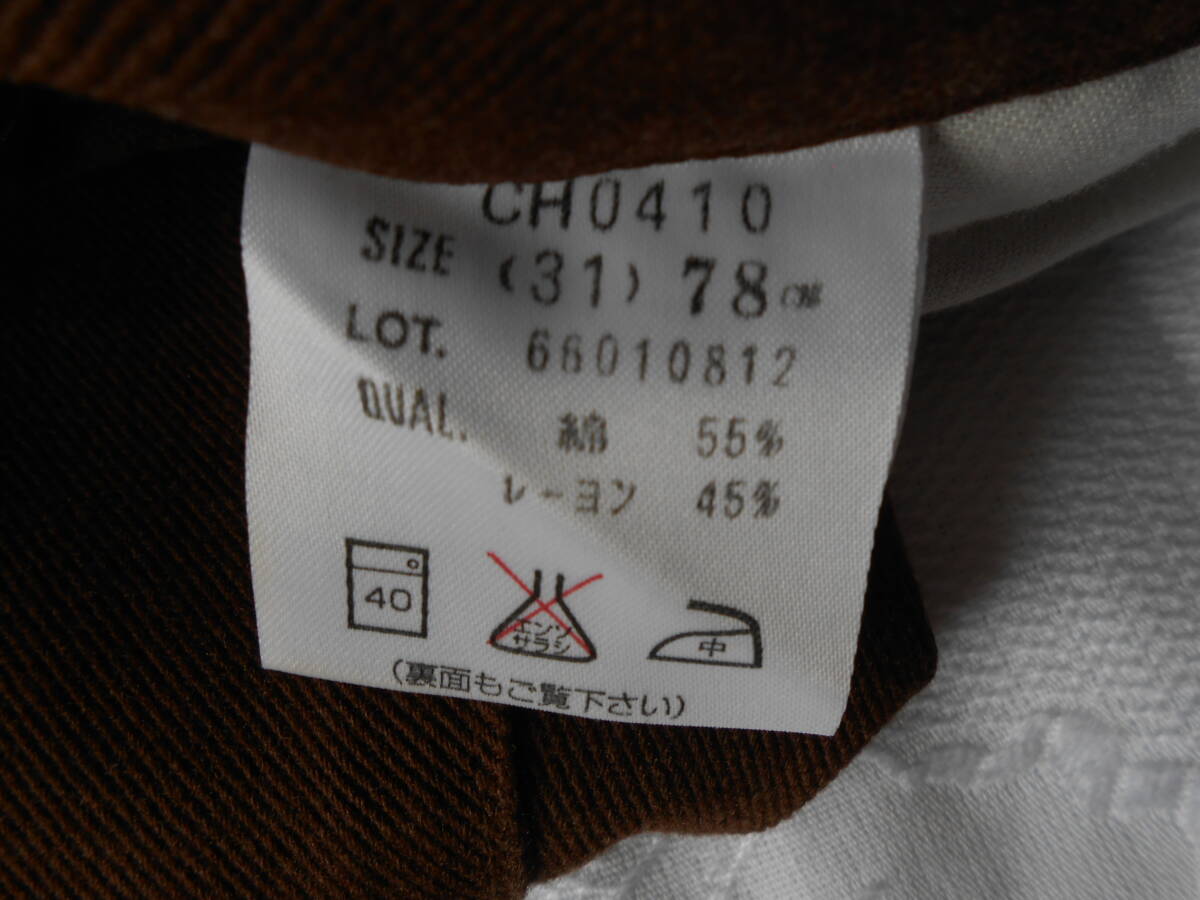 CH0410
SIZE (31) 78cm
LOT. 66010812
QUAL. 綿 55%
レーヨン 45%
40
エンソ
サラシ
中
(裏面もご覧下さい)